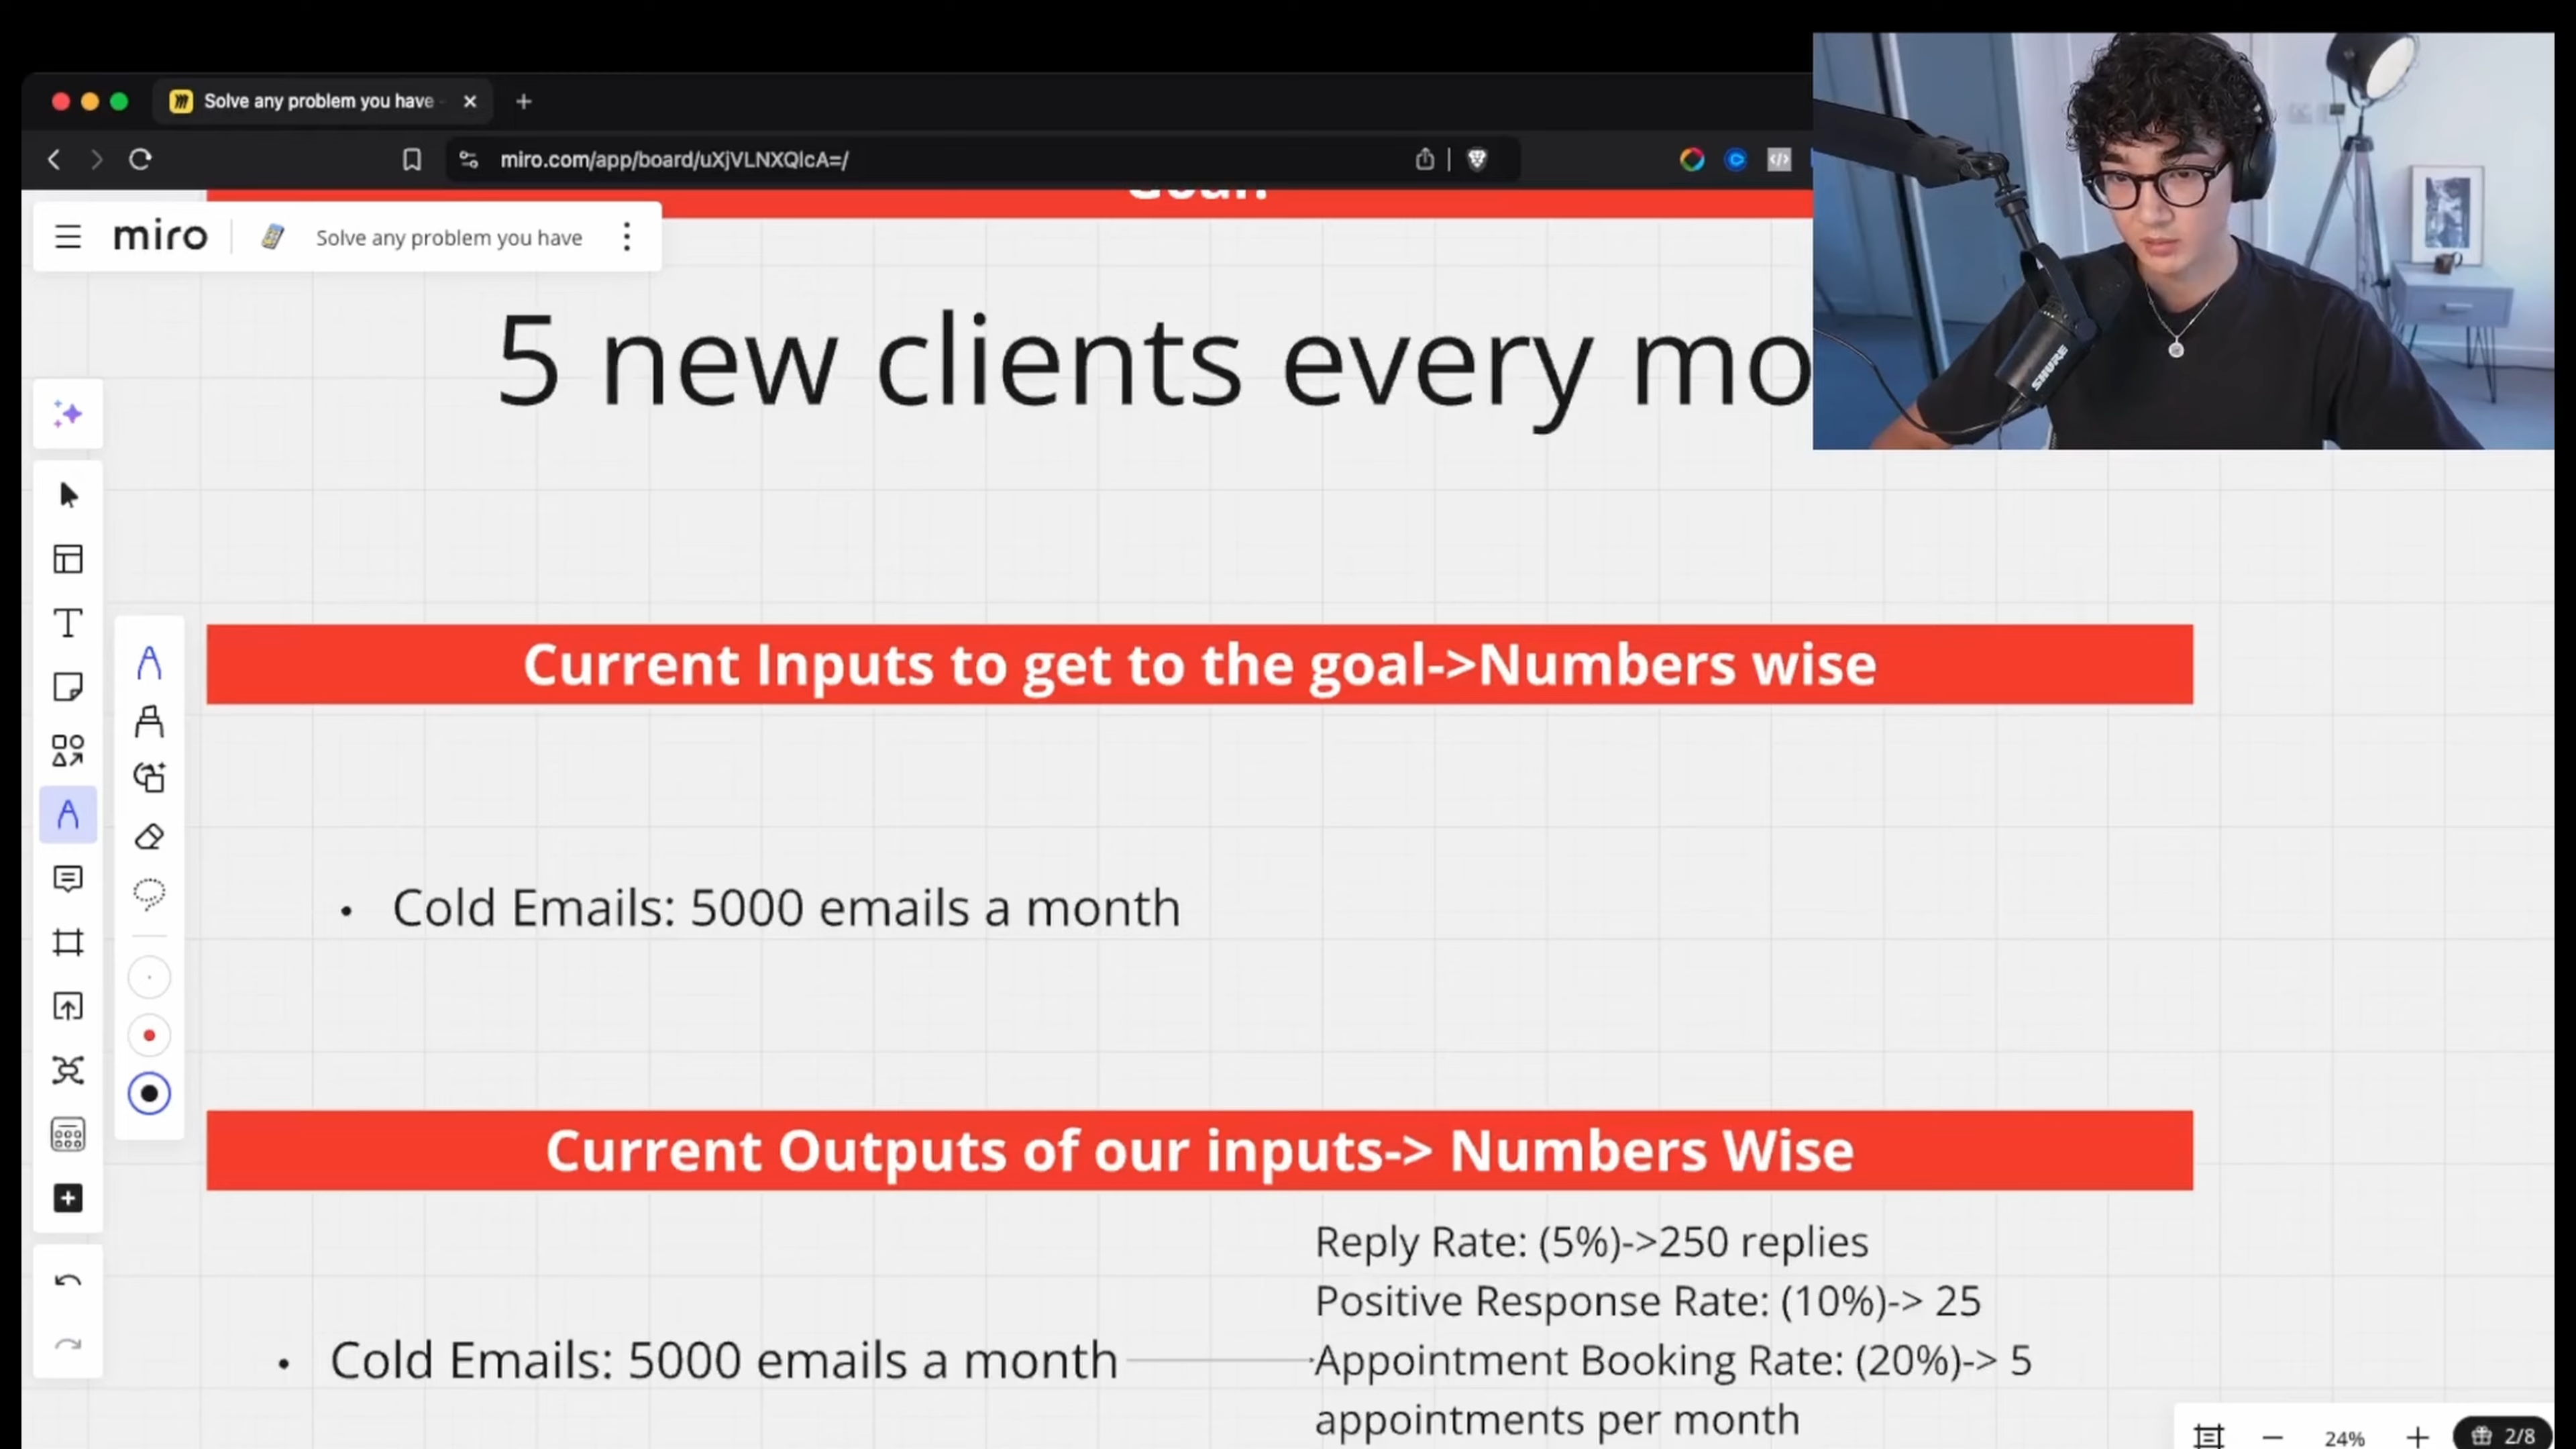 Solve any problem you have
miro.com/app/board/uXjVLNXQlcA=/
Goal:
miro
Solve any problem you have
5 new clients every mo
Current Inputs to get to the goal->Numbers wise
• Cold Emails: 5000 emails a month
Current Outputs of our inputs-> Numbers Wise
Reply Rate: (5%)->250 replies
Positive Response Rate: (10%)-> 25
• Cold Emails: 5000 emails a month
Appointment Booking Rate: (20%)-> 5
appointments per month
24%
2/8
SHURE